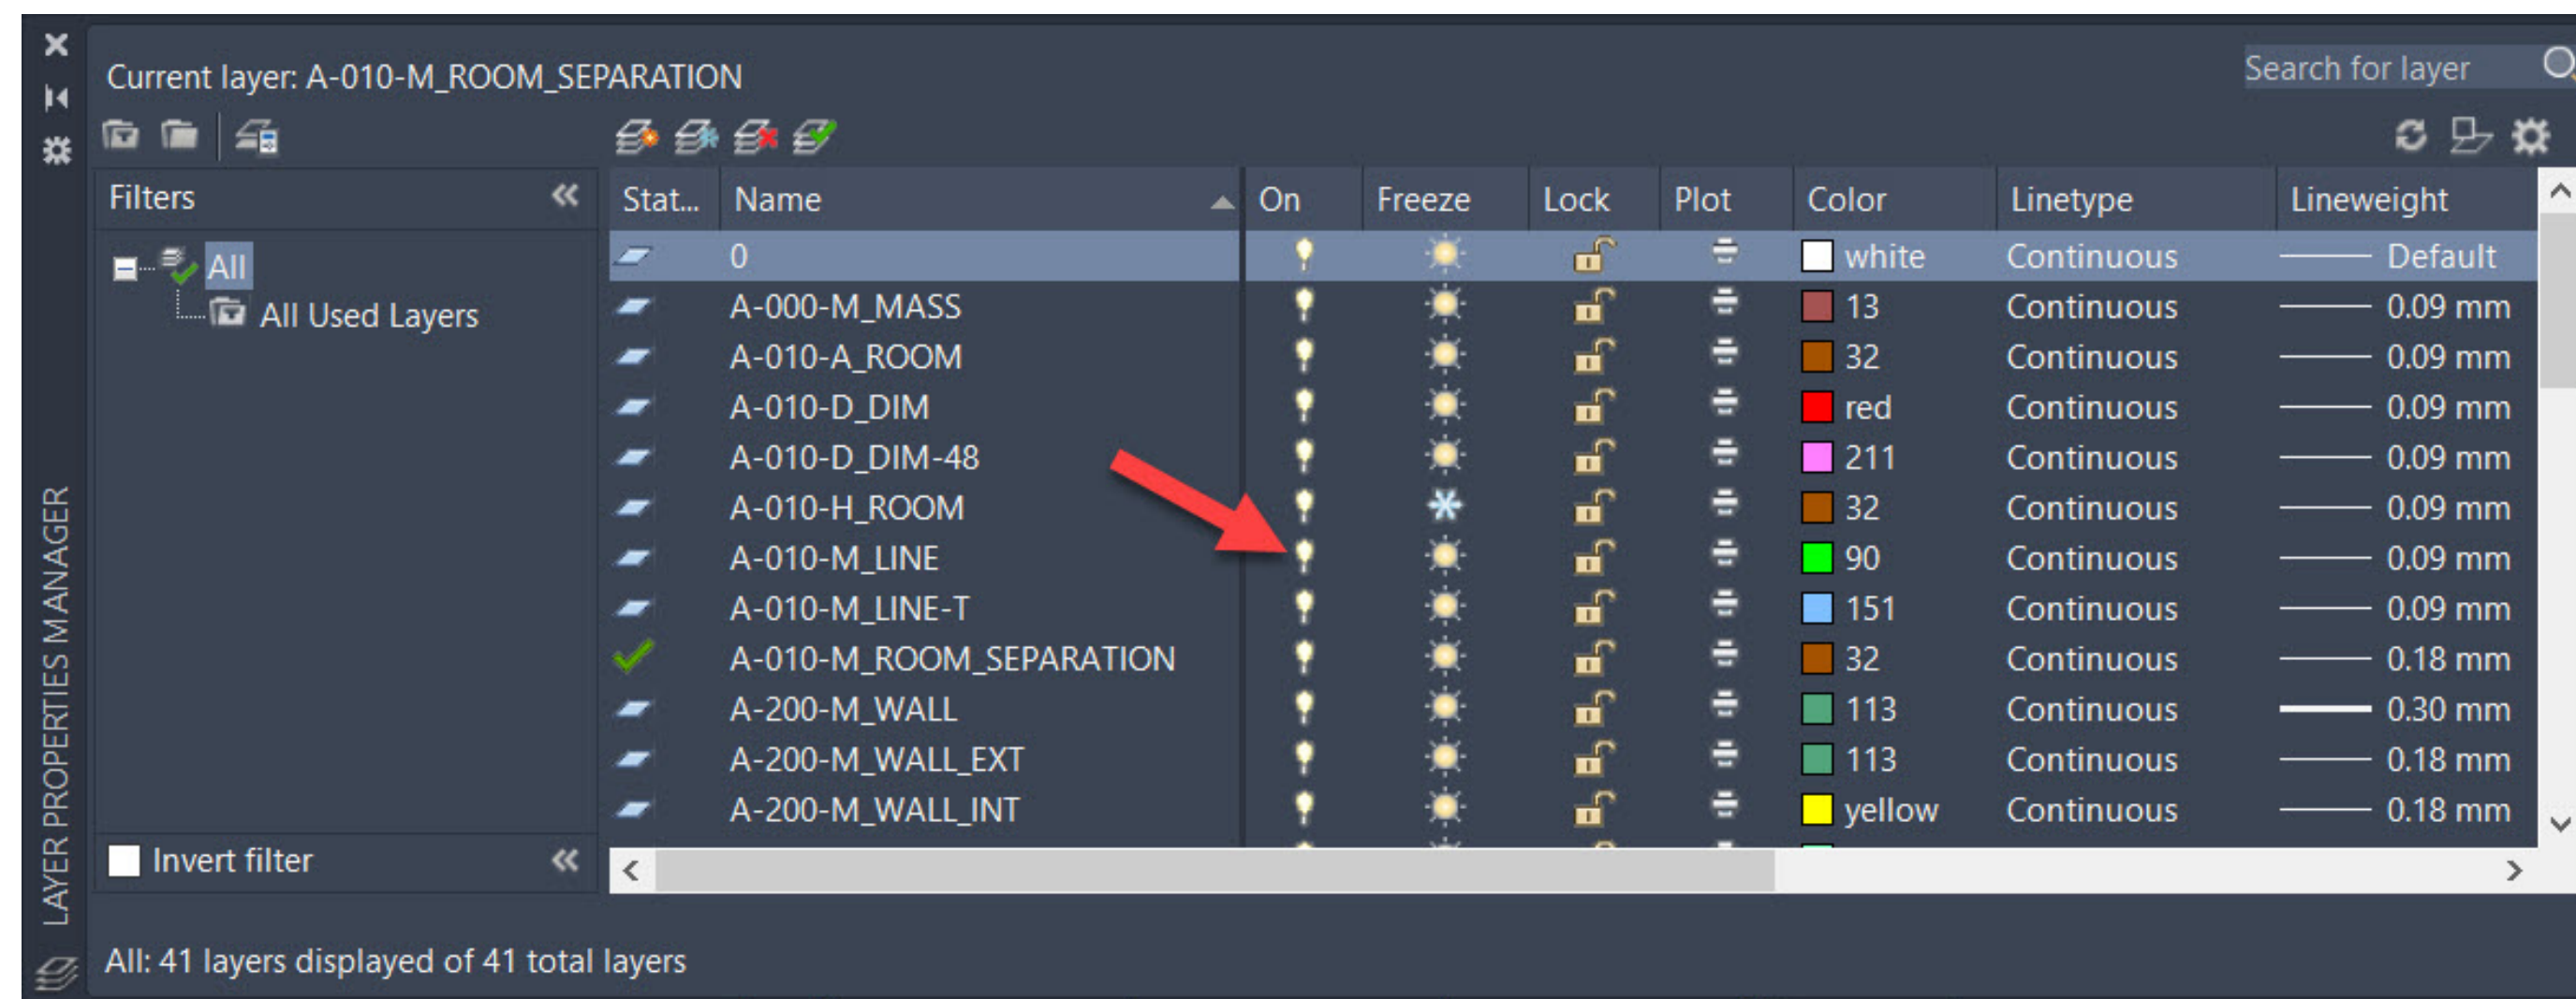 Current layer: A-010-M_ROOM_SEPARATION
Search for layer
Filters
Stat... Name On Freeze Lock Plot Color Linetype Lineweight
All
All Used Layers
0 white Continuous Default
A-000-M_MASS 13 Continuous 0.09 mm
A-010-A_ROOM 32 Continuous 0.09 mm
A-010-D_DIM red Continuous 0.09 mm
A-010-D_DIM-48 211 Continuous 0.09 mm
A-010-H_ROOM 32 Continuous 0.09 mm
A-010-M_LINE 90 Continuous 0.09 mm
A-010-M_LINE-T 151 Continuous 0.09 mm
A-010-M_ROOM_SEPARATION 32 Continuous 0.18 mm
A-200-M_WALL 113 Continuous 0.30 mm
A-200-M_WALL_EXT 113 Continuous 0.18 mm
A-200-M_WALL_INT yellow Continuous 0.18 mm
Invert filter
LAYER PROPERTIES MANAGER
All: 41 layers displayed of 41 total layers